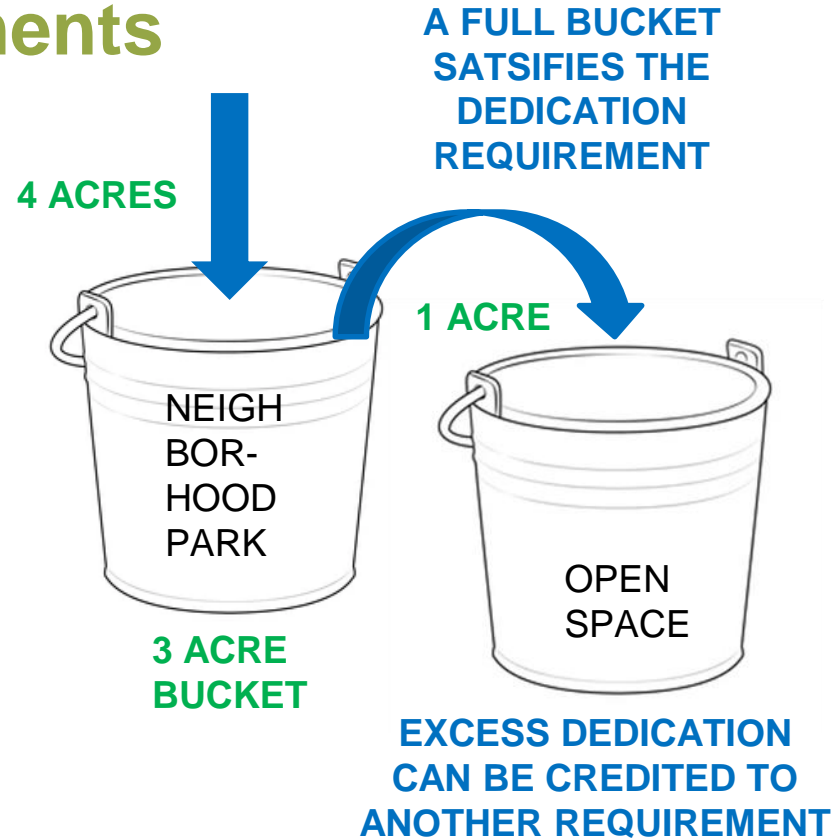 ments
A FULL BUCKET
SATSIFIES THE
DEDICATION
REQUIREMENT
4 ACRES
1 ACRE
NEIGH
BOR-
HOOD
PARK
OPEN
SPACE
3 ACRE
BUCKET
EXCESS DEDICATION
CAN BE CREDITED TO
ANOTHER REQUIREMENT